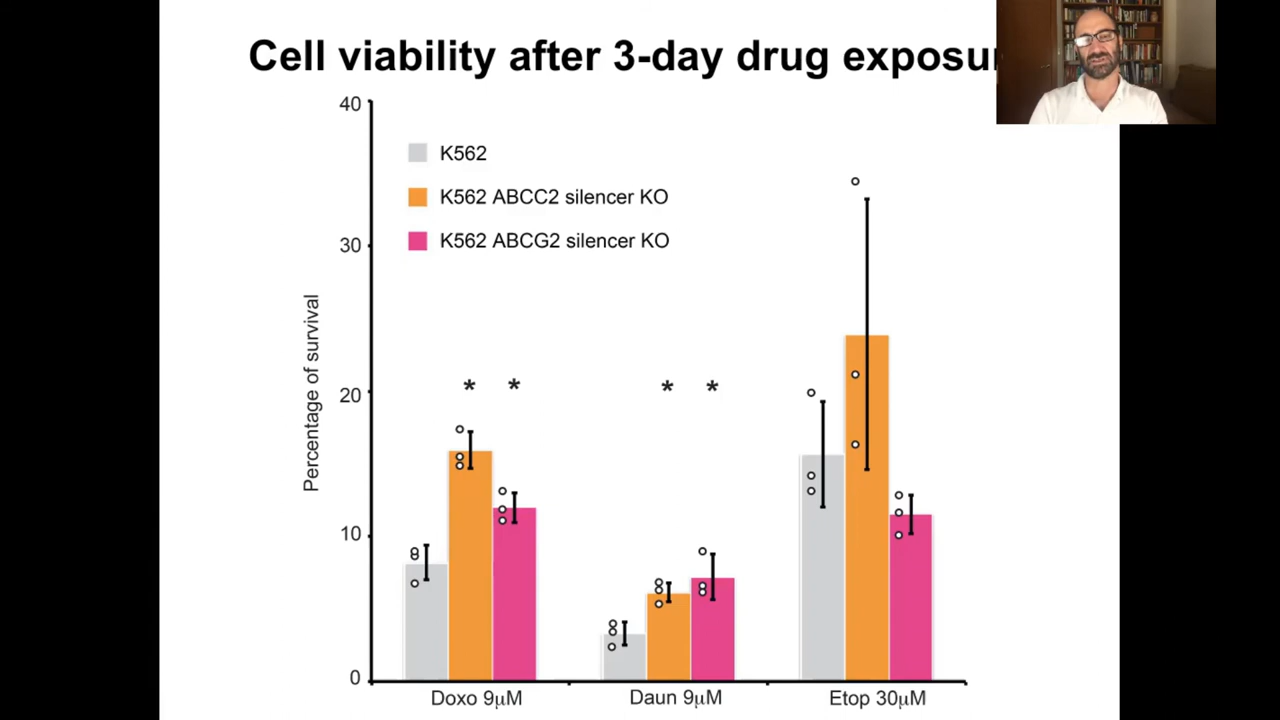 Cell viability after 3-day drug exposu
40
K562
K562 ABCC2 silencer KO
K562 ABCG2 silencer KO
30
20
10
0
Percentage of survival
* * * *
Doxo 9µM Daun 9µM Etop 30µM